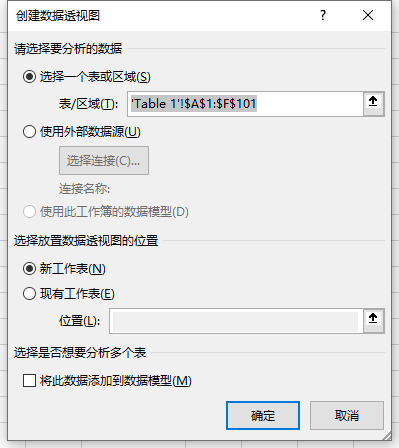 创建数据透视图
请选择要分析的数据
选择一个表或区域(S)
表/区域(T): 'Table 1'!$A$1:$F$101
使用外部数据源(U)
选择连接(C)...
连接名称:
使用此工作簿的数据模型(D)
选择放置数据透视图的位置
新工作表(N)
现有工作表(E)
位置(L):
选择是否想要分析多个表
将此数据添加到数据模型(M)
确定 取消